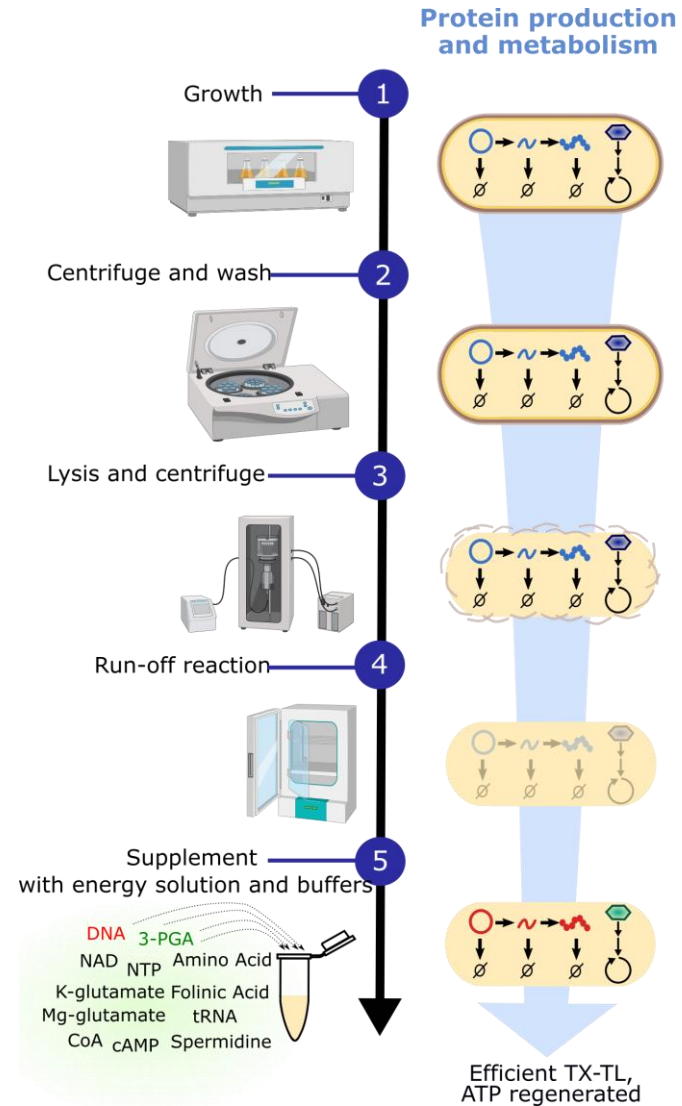 Protein production
and metabolism
1
Growth
2
Centrifuge and wash
3
Lysis and centrifuge
4
Run-off reaction
5
Supplement
with energy solution and buffers
DNA 3-PGA
NAD NTP Amino Acid
K-glutamate Folinic Acid
Mg-glutamate tRNA
CoA cAMP Spermidine
Efficient TX-TL,
ATP regenerated